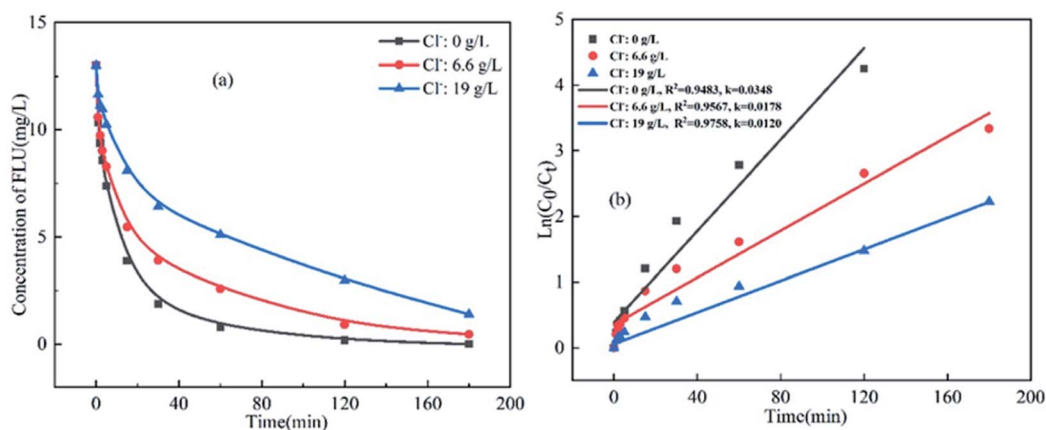 15
10
5
0
Concentration of FLU(mg/L)
(a)
Cl⁻: 0 g/L
Cl⁻: 6.6 g/L
Cl⁻: 19 g/L
0 40 80 120 160 200
Time(min)
5
4
3
2
1
0
Ln(C₀/Cₜ)
Cl⁻: 0 g/L
Cl⁻: 6.6 g/L
Cl⁻: 19 g/L
Cl⁻: 0 g/L, R²=0.9483, k=0.0348
Cl⁻: 6.6 g/L, R²=0.9567, k=0.0178
Cl⁻: 19 g/L, R²=0.9758, k=0.0120
(b)
0 40 80 120 160 200
Time(min)